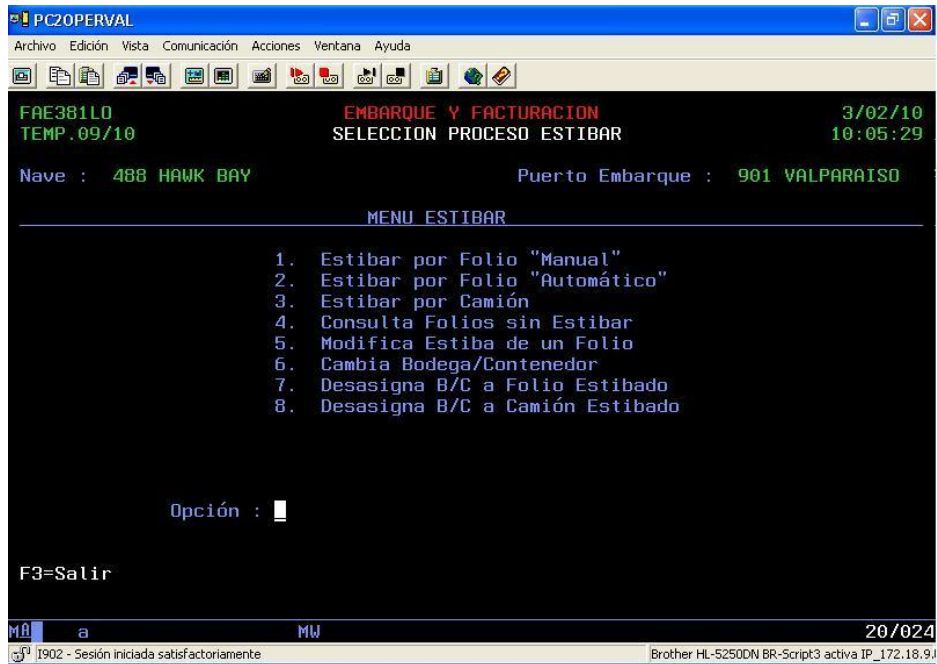 PC2OPERVAL
Archivo Edición Vista Comunicación Acciones Ventana Ayuda
FAE381LO EMBARQUE Y FACTURACION 3/02/10
TEMP.09/10 SELECCION PROCESO ESTIBAR 10:05:29
Nave : 488 HAWK BAY Puerto Embarque : 901 VALPARAISO
MENU ESTIBAR
1. Estibar por Folio "Manual"
2. Estibar por Folio "Automático"
3. Estibar por Camión
4. Consulta Folios sin Estibar
5. Modifica Estiba de un Folio
6. Cambia Bodega/Contenedor
7. Desasigna B/C a Folio Estibado
8. Desasigna B/C a Camión Estibado
Opción :
F3=Salir
MA a MW 20/024
I902 - Sesión iniciada satisfactoriamente Brother HL-5250DN BR-Script3 activa IP_172.18.9.